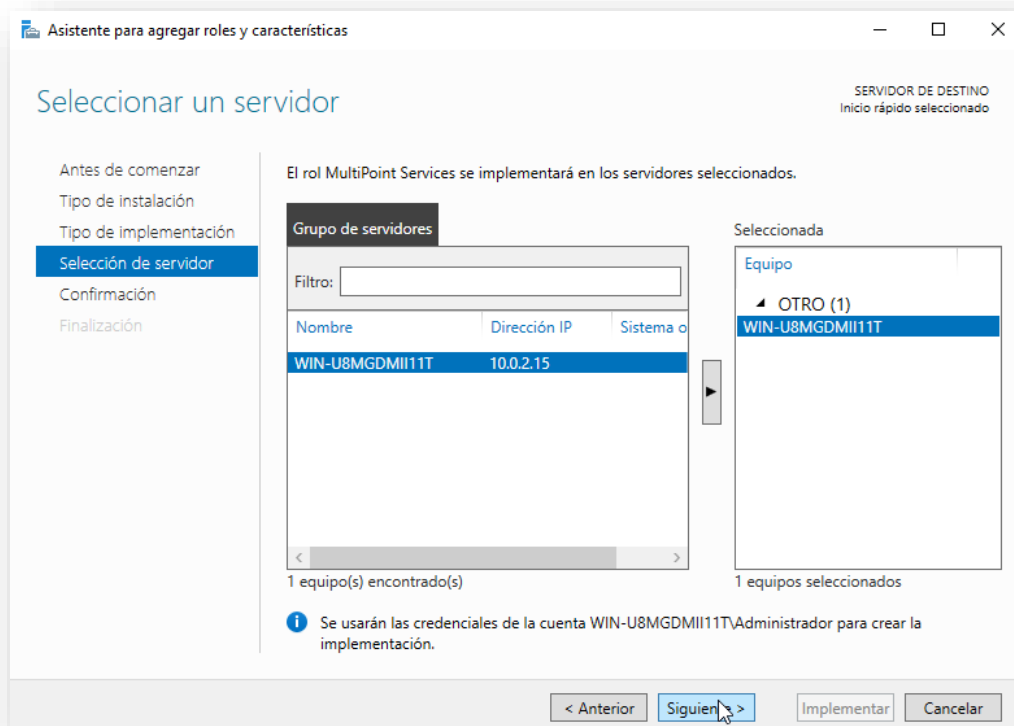 Asistente para agregar roles y características
Seleccionar un servidor
SERVIDOR DE DESTINO
Inicio rápido seleccionado
Antes de comenzar
Tipo de instalación
Tipo de implementación
Selección de servidor
Confirmación
Finalización
El rol MultiPoint Services se implementará en los servidores seleccionados.
Grupo de servidores
Filtro:
Nombre Dirección IP Sistema o
WIN-U8MGDMII11T 10.0.2.15
1 equipo(s) encontrado(s)
Seleccionada
Equipo
OTRO (1)
WIN-U8MGDMII11T
1 equipos seleccionados
Se usarán las credenciales de la cuenta WIN-U8MGDMII11T\Administrador para crear la
implementación.
< Anterior Siguiente > Implementar Cancelar